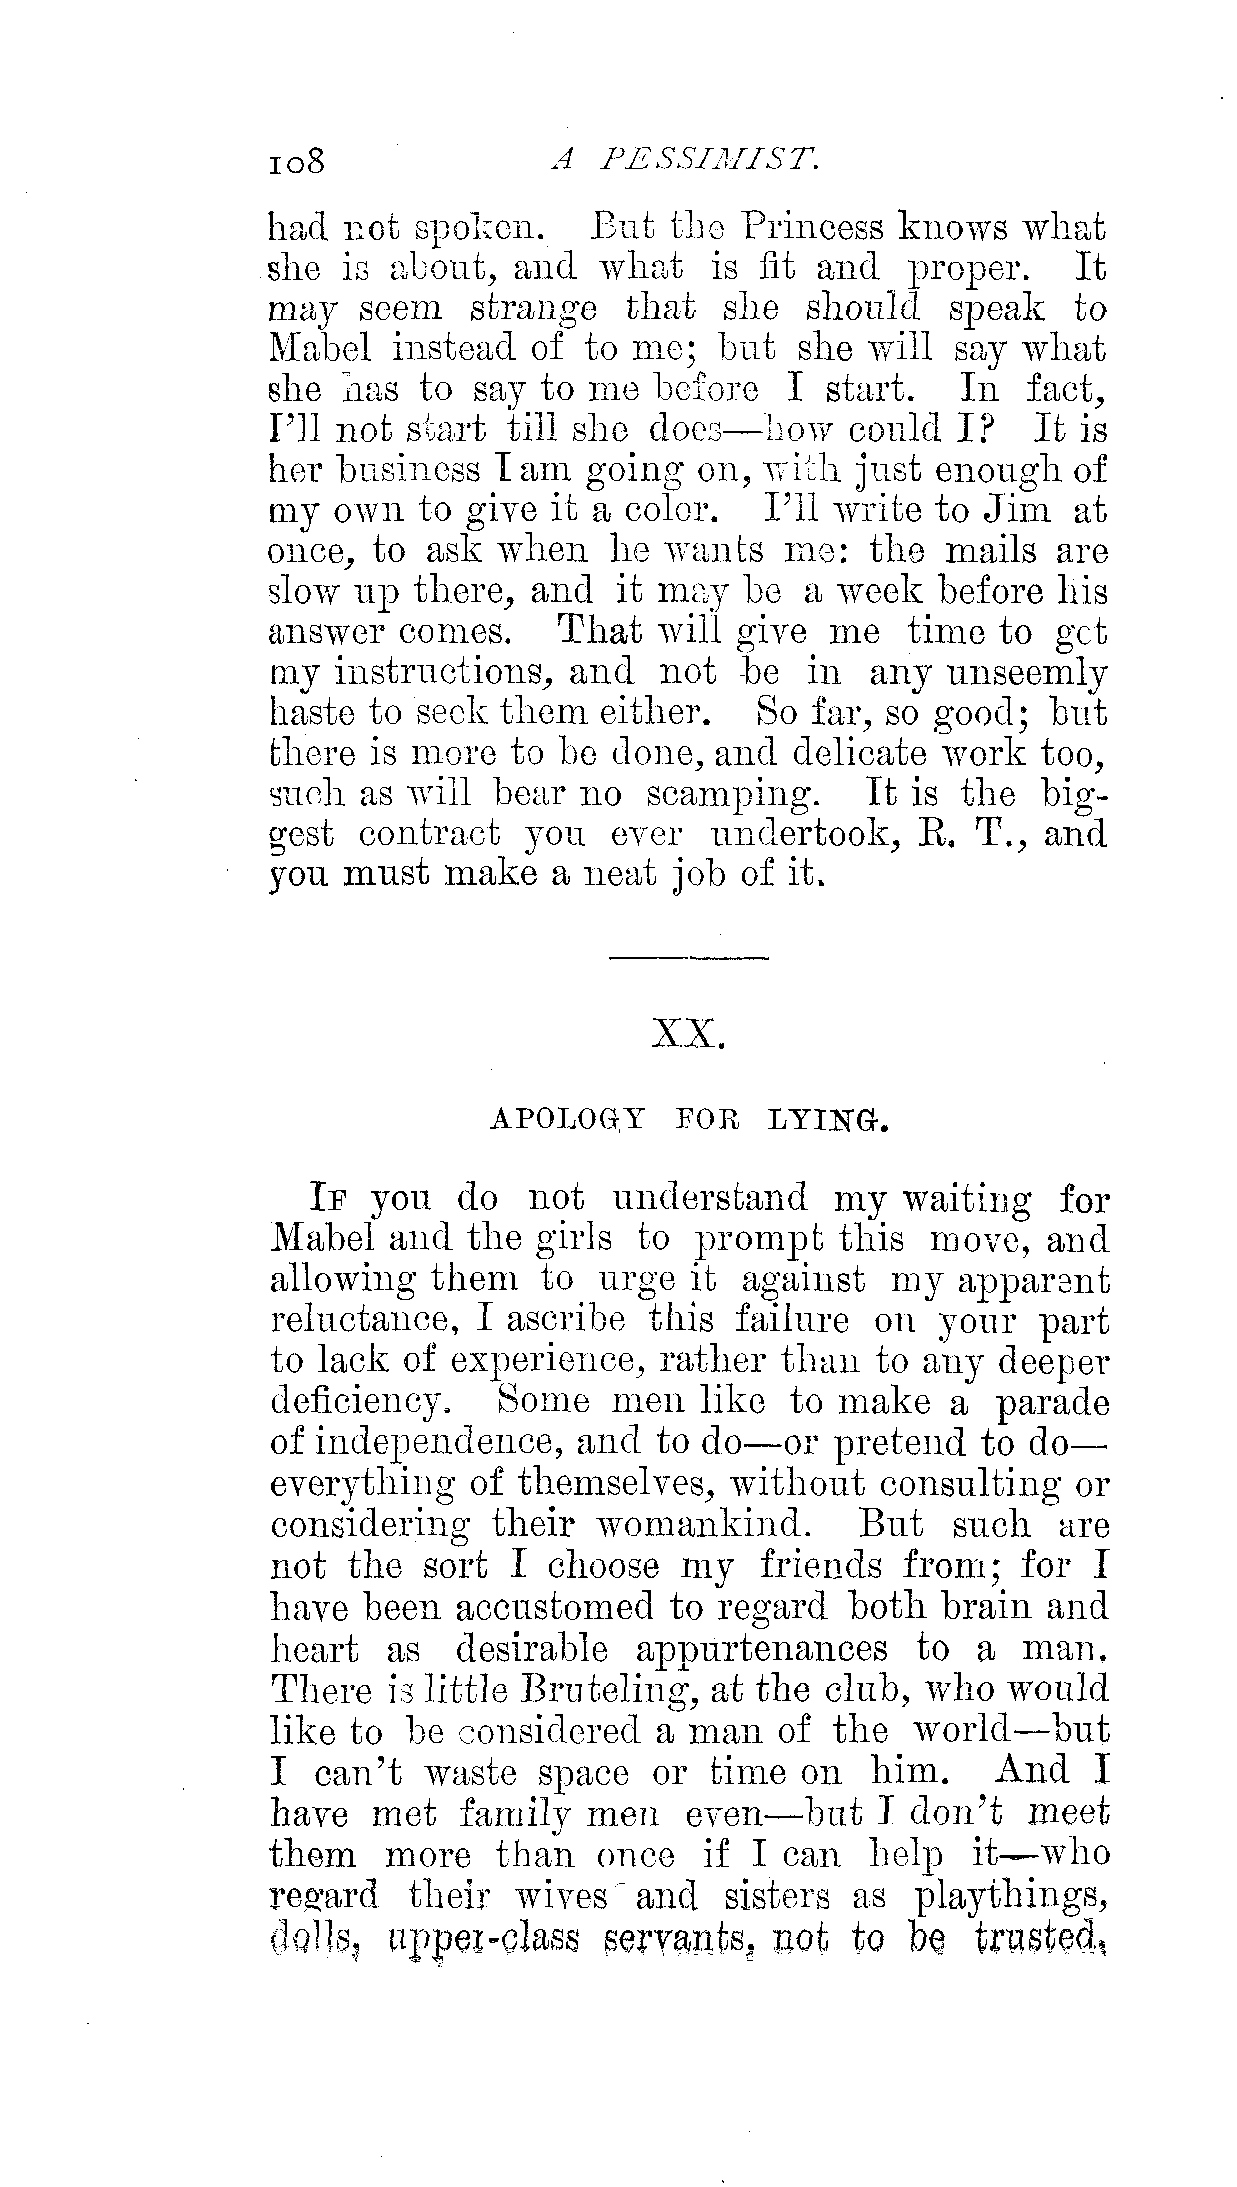 108 A PESSIMIST.
had not spoken. But the Princess knows what
she is about, and what is fit and proper. It
may seem strange that she should speak to
Mabel instead of to me; but she will say what
she has to say to me before I start. In fact,
I'll not start till she does—how could I? It is
her business I am going on, with just enough of
my own to give it a color. I'll write to Jim at
once, to ask when he wants me: the mails are
slow up there, and it may be a week before his
answer comes. That will give me time to get
my instructions, and not be in any unseemly
haste to seek them either. So far, so good; but
there is more to be done, and delicate work too,
such as will bear no scamping. It is the big-
gest contract you ever undertook, R. T., and
you must make a neat job of it.
XX.
APOLOGY FOR LYING.
IF you do not understand my waiting for
Mabel and the girls to prompt this move, and
allowing them to urge it against my apparent
reluctance, I ascribe this failure on your part
to lack of experience, rather than to any deeper
deficiency. Some men like to make a parade
of independence, and to do—or pretend to do—
everything of themselves, without consulting or
considering their womankind. But such are
not the sort I choose my friends from; for I
have been accustomed to regard both brain and
heart as desirable appurtenances to a man.
There is little Bruteling, at the club, who would
like to be considered a man of the world—but
I can't waste space or time on him. And I
have met family men even—but I don't meet
them more than once if I can help it—who
regard their wives and sisters as playthings,
dolls, upper-class servants, not to be trusted,